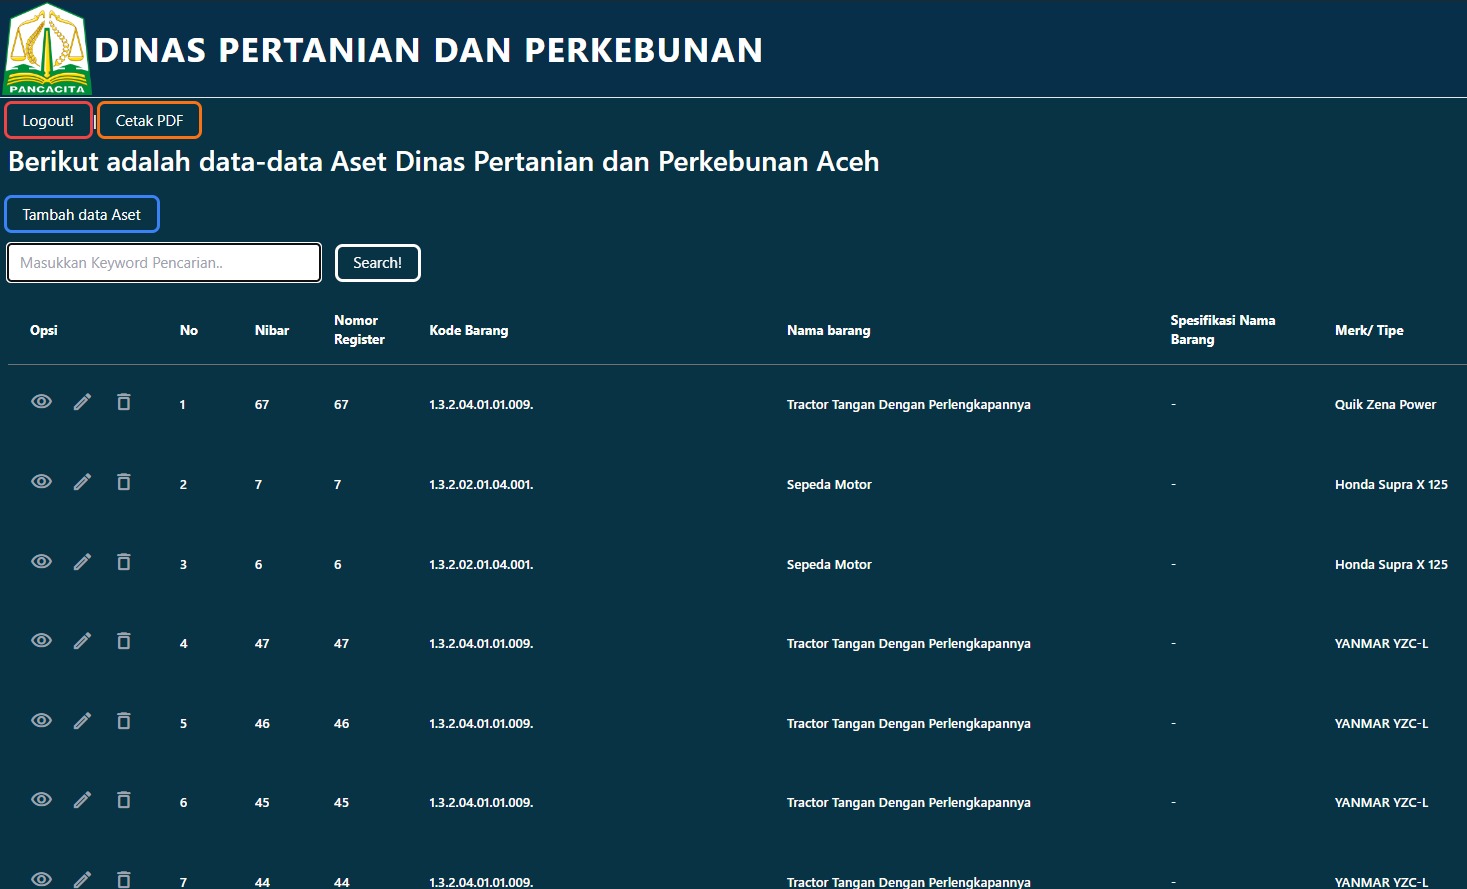 PANCACITA
DINAS PERTANIAN DAN PERKEBUNAN
Logout! | Cetak PDF
Berikut adalah data-data Aset Dinas Pertanian dan Perkebunan Aceh
Tambah data Aset
Masukkan Keyword Pencarian.. Search!
Opsi No Nibar Nomor Register Kode Barang Nama barang Spesifikasi Nama Barang Merk/ Tipe
1 67 67 1.3.2.04.01.01.009. Tractor Tangan Dengan Perlengkapannya - Quik Zena Power
2 7 7 1.3.2.02.01.04.001. Sepeda Motor - Honda Supra X 125
3 6 6 1.3.2.02.01.04.001. Sepeda Motor - Honda Supra X 125
4 47 47 1.3.2.04.01.01.009. Tractor Tangan Dengan Perlengkapannya - YANMAR YZC-L
5 46 46 1.3.2.04.01.01.009. Tractor Tangan Dengan Perlengkapannya - YANMAR YZC-L
6 45 45 1.3.2.04.01.01.009. Tractor Tangan Dengan Perlengkapannya - YANMAR YZC-L
7 44 44 1.3.2.04.01.01.009. Tractor Tangan Dengan Perlengkapannya - YANMAR YZC-L